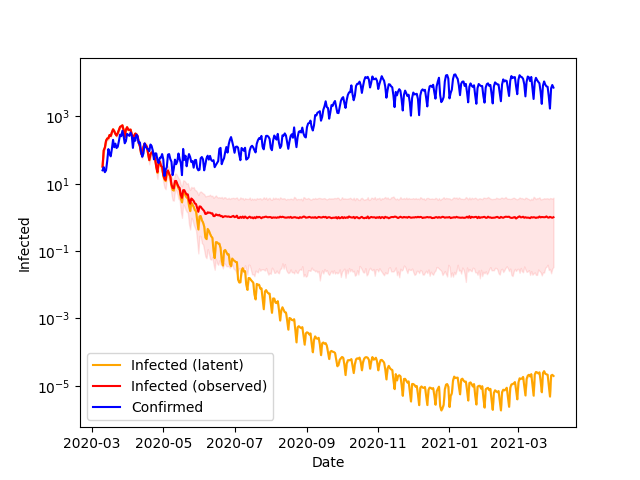 Infected
10³
10¹
10⁻¹
10⁻³
10⁻⁵
Infected (latent)
Infected (observed)
Confirmed
2020-03 2020-05 2020-07 2020-09 2020-11 2021-01 2021-03
Date